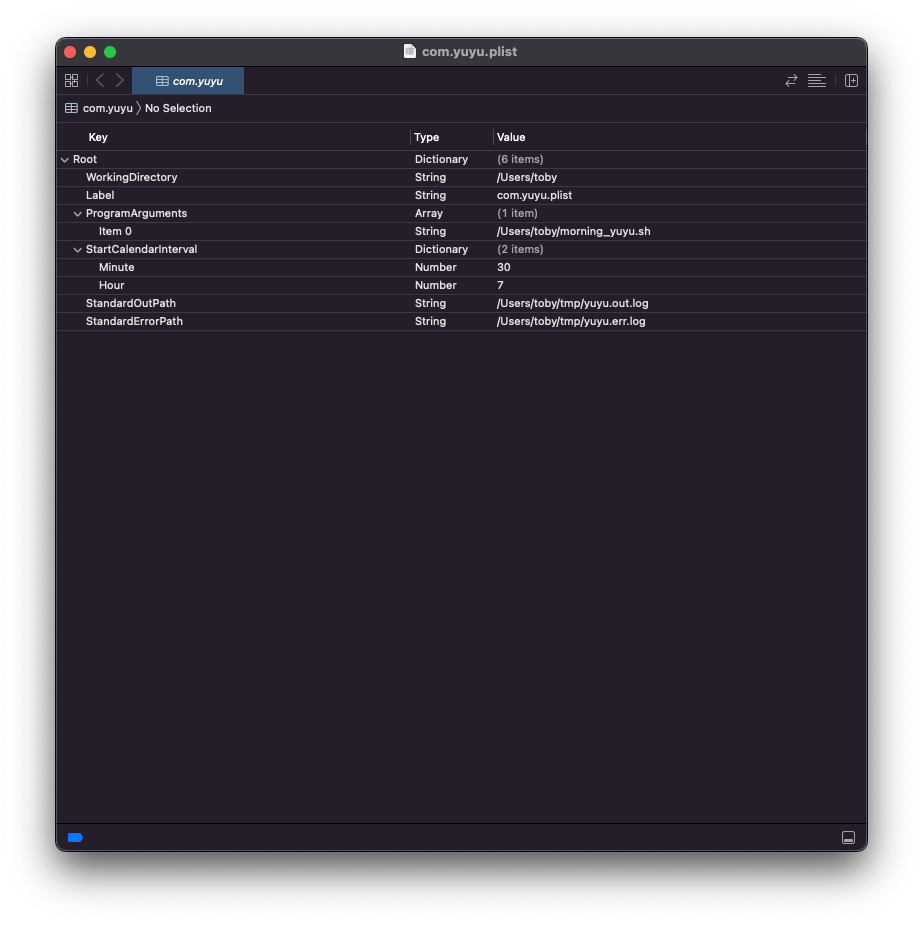 com.yuyu.plist
com.yuyu
com.yuyu No Selection
Key Type Value
Root Dictionary (6 items)
WorkingDirectory String /Users/toby
Label String com.yuyu.plist
ProgramArguments Array (1 item)
Item 0 String /Users/toby/morning_yuyu.sh
StartCalendarInterval Dictionary (2 items)
Minute Number 30
Hour Number 7
StandardOutPath String /Users/toby/tmp/yuyu.out.log
StandardErrorPath String /Users/toby/tmp/yuyu.err.log